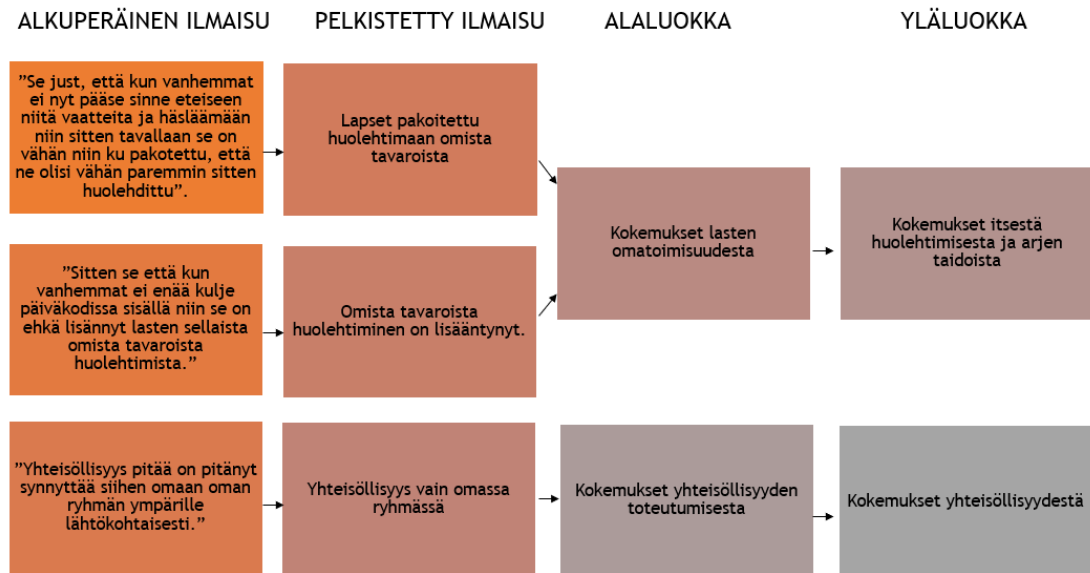 ALKUPERÄINEN ILMAISU
PELKISTETTY ILMAISU
ALALUOKKA
YLÄLUOKKA
”Se just, että kun vanhemmat
ei nyt pääse sinne eteiseen
niitä vaatteita ja häsläämään
niin sitten tavallaan se on
vähän niin ku pakotettu, että
ne olisi vähän paremmin sitten
huolehdittu”.
Lapset pakoitettu
huolehtimaan omista
tavaroista
Kokemukset lasten
omatoimisuudesta
Kokemukset itsestä
huolehtimisesta ja arjen
taidoista
”Sitten se että kun
vanhemmat ei enää kulje
päiväkodissa sisällä niin se on
ehkä lisännyt lasten sellaista
omista tavaroista
huolehtimista.”
Omista tavaroista
huolehtiminen on lisääntynyt.
”Yhteisöllisyys pitää on pitänyt
synnyttää siihen omaan oman
ryhmän ympärille
lähtökohtaisesti.”
Yhteisöllisyys vain omassa
ryhmässä
Kokemukset yhteisöllisyyden
toteutumisesta
Kokemukset yhteisöllisyydestä